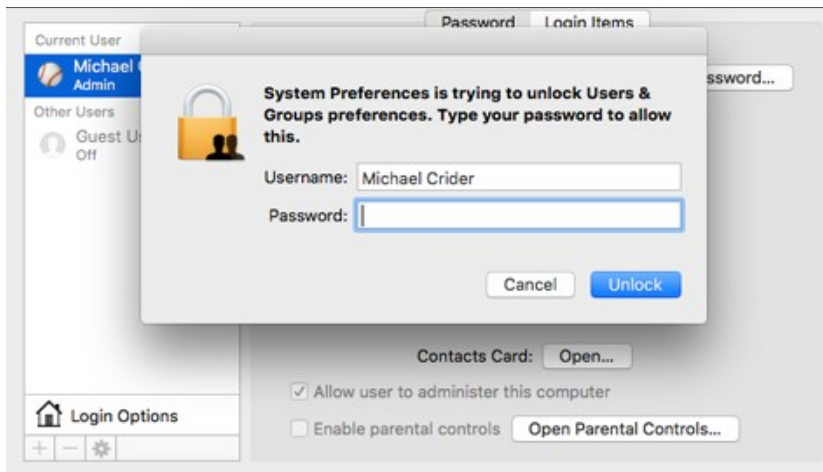 Password Login Items
Current User
Michael
Admin
ssword...
Other Users
Guest
Off
System Preferences is trying to unlock Users &
Groups preferences. Type your password to allow
this.
Username: Michael Crider
Password:
Cancel Unlock
Contacts Card: Open...
Allow user to administer this computer
Login Options
Enable parental controls Open Parental Controls...